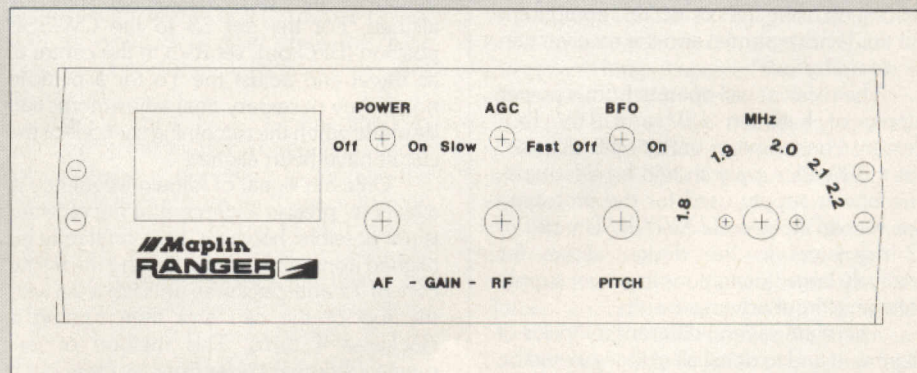 POWER AGC BFO MHz
Off On Slow Fast Off On
1.8 1.9 2.0 2.1 2.2
Maplin
RANGER
AF - GAIN - RF PITCH